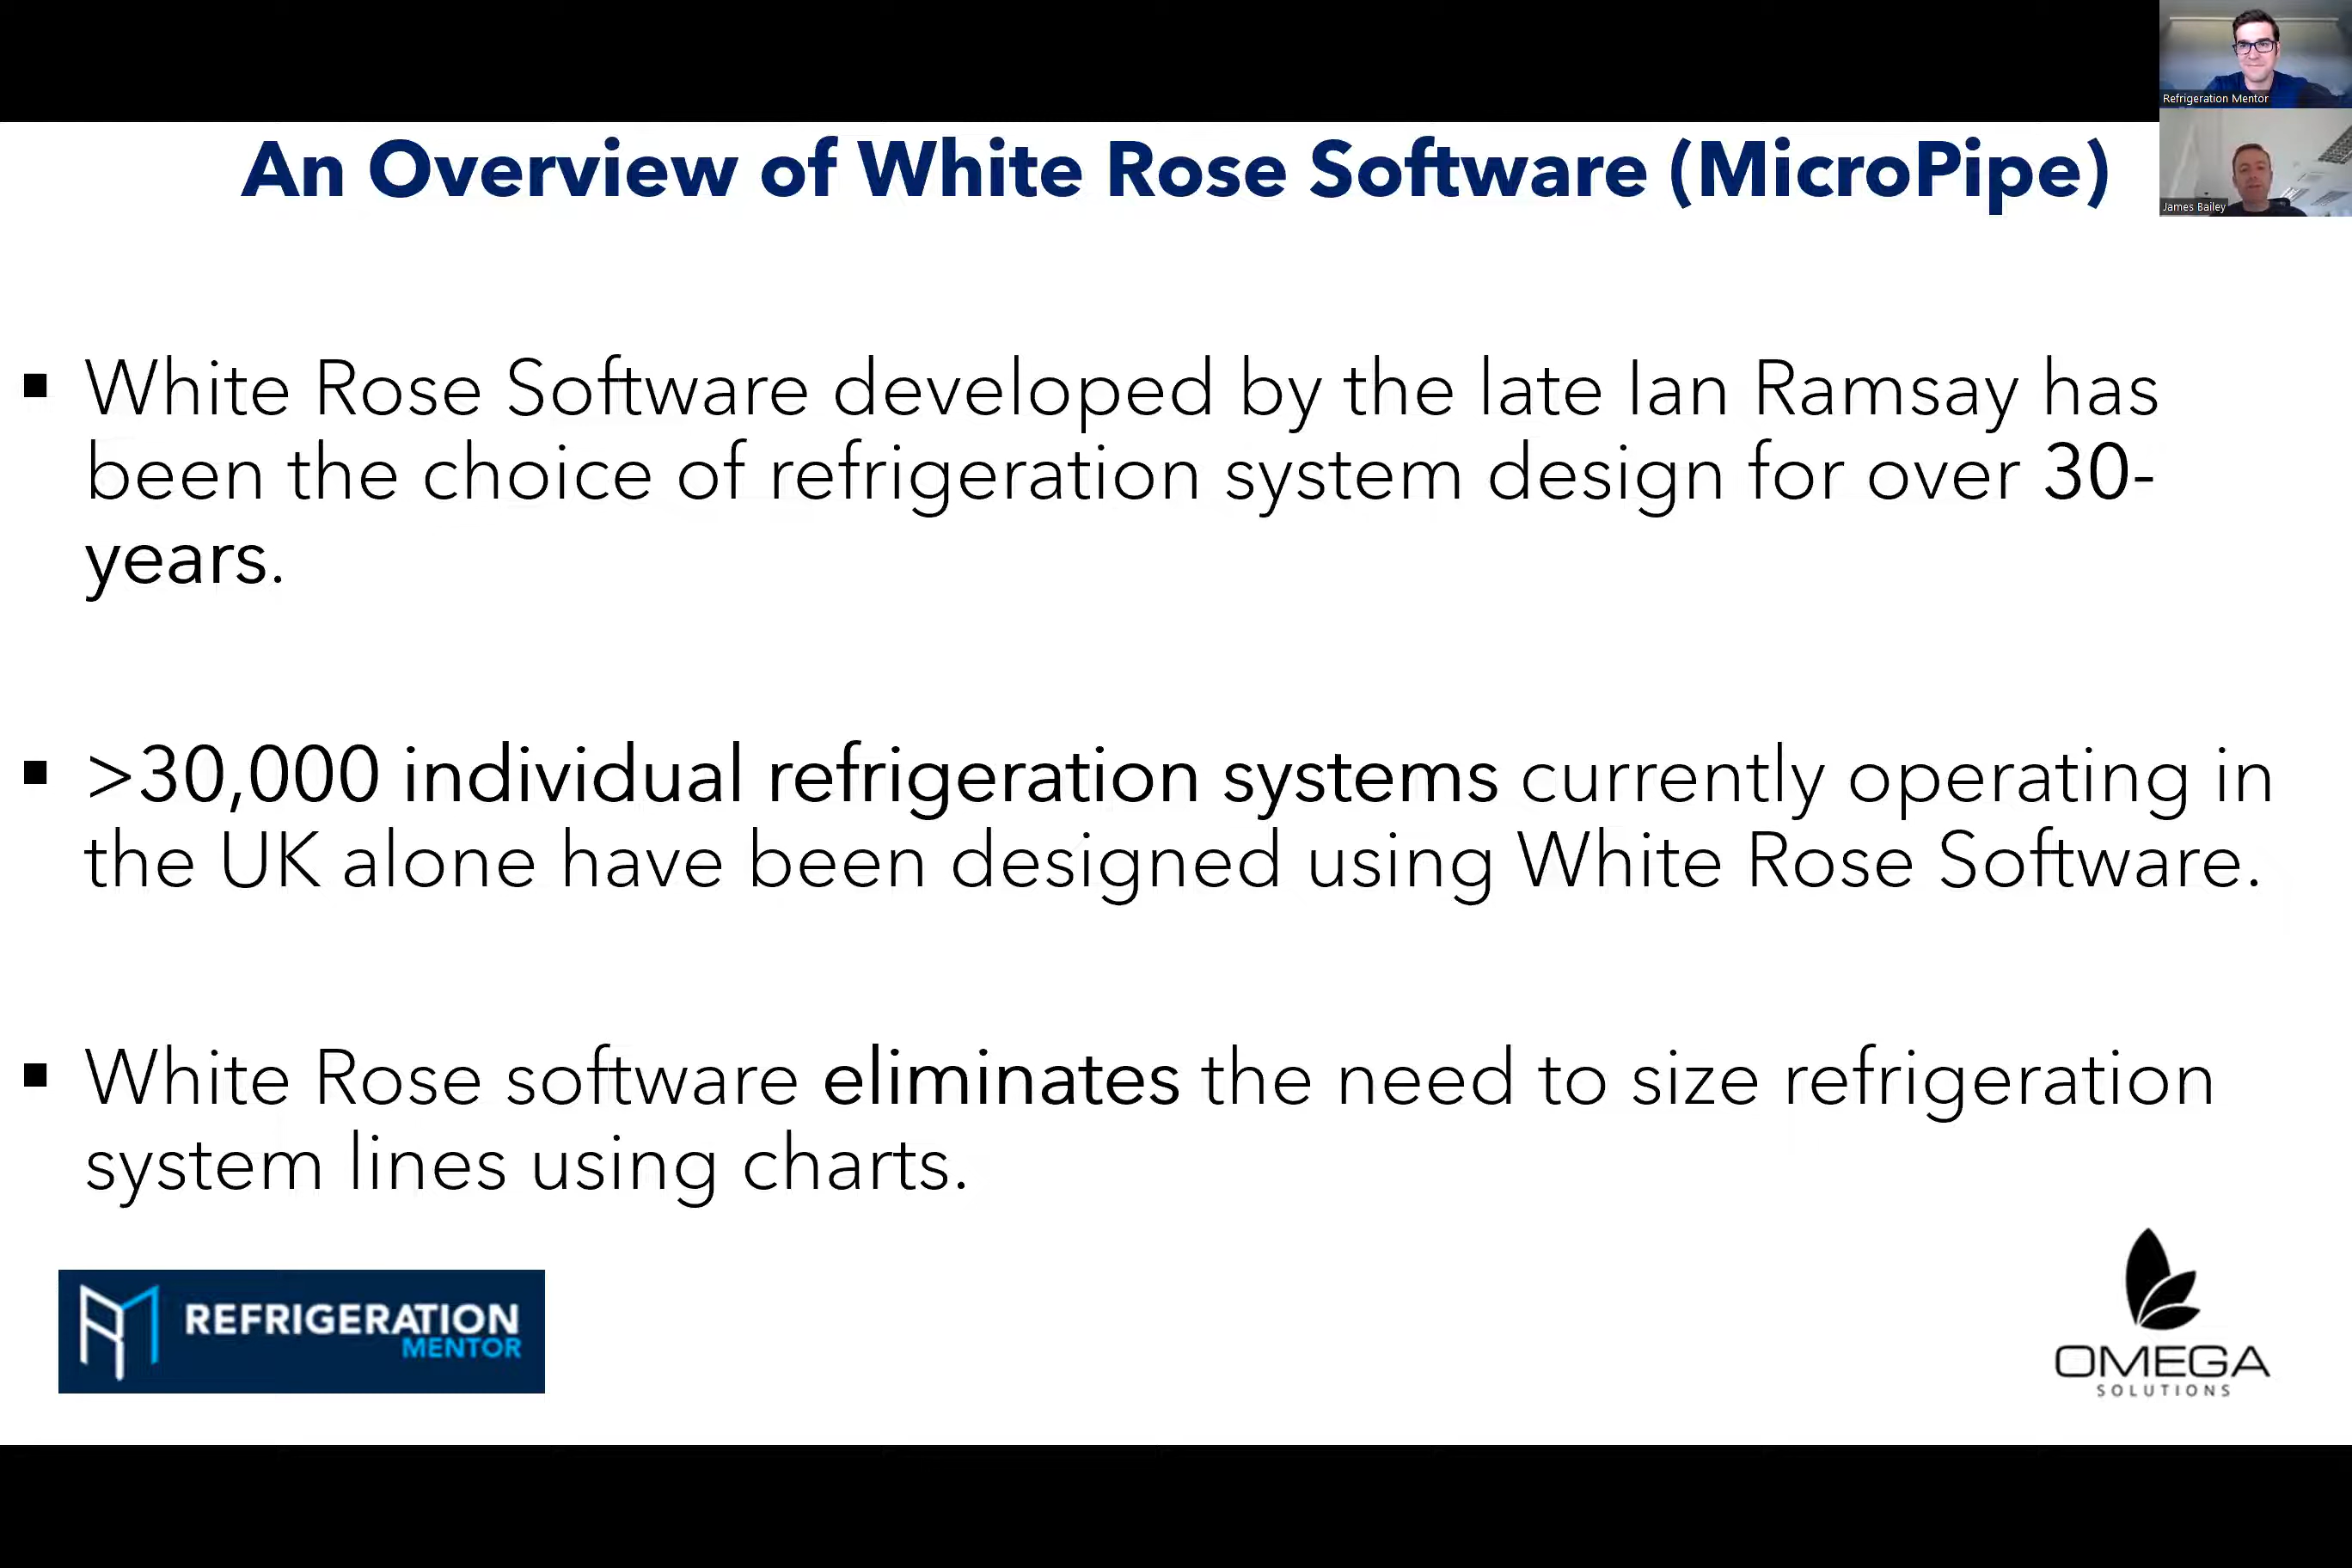 Refrigeration Mentor
An Overview of White Rose Software (MicroPipe)
James Bailey
▪ White Rose Software developed by the late Ian Ramsay has
been the choice of refrigeration system design for over 30-
years.
▪ >30,000 individual refrigeration systems currently operating in
the UK alone have been designed using White Rose Software.
▪ White Rose software eliminates the need to size refrigeration
system lines using charts.
REFRIGERATION
MENTOR
OMEGA
SOLUTIONS